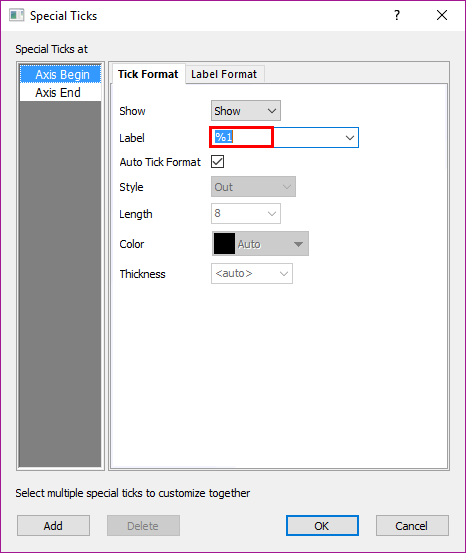 Special Ticks
?
Special Ticks at
Axis Begin
Axis End
Tick Format Label Format
Show Show
Label %1
Auto Tick Format
Style Out
Length 8
Color Auto
Thickness <auto>
Select multiple special ticks to customize together
Add Delete OK Cancel